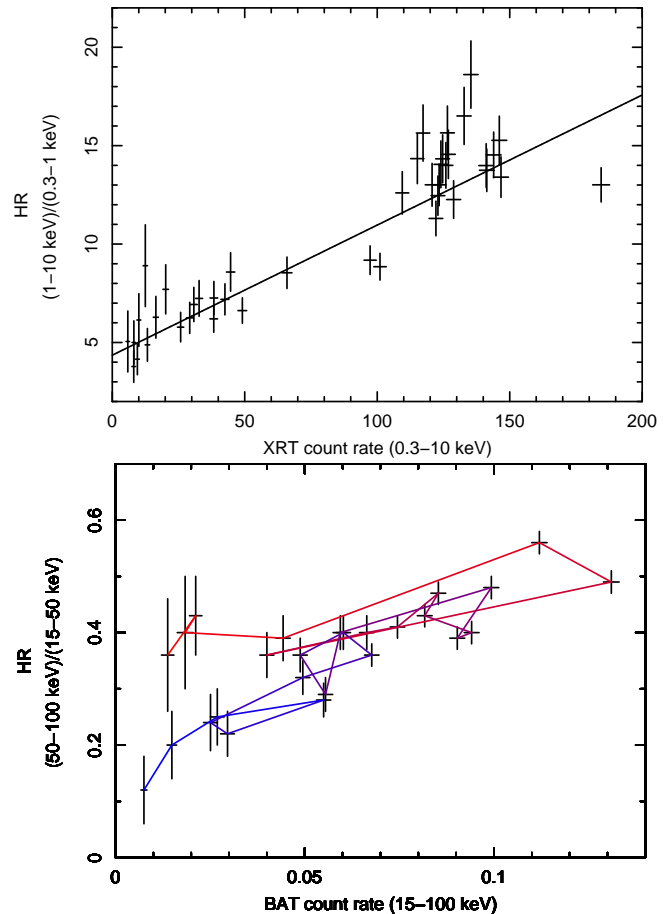 20
15
10
5
HR
(1–10 keV)/(0.3–1 keV)
0 50 100 150 200
XRT count rate (0.3–10 keV)
0.6
0.4
0.2
0
HR
(50–100 keV)/(15–50 keV)
0 0.05 0.1
BAT count rate (15–100 keV)